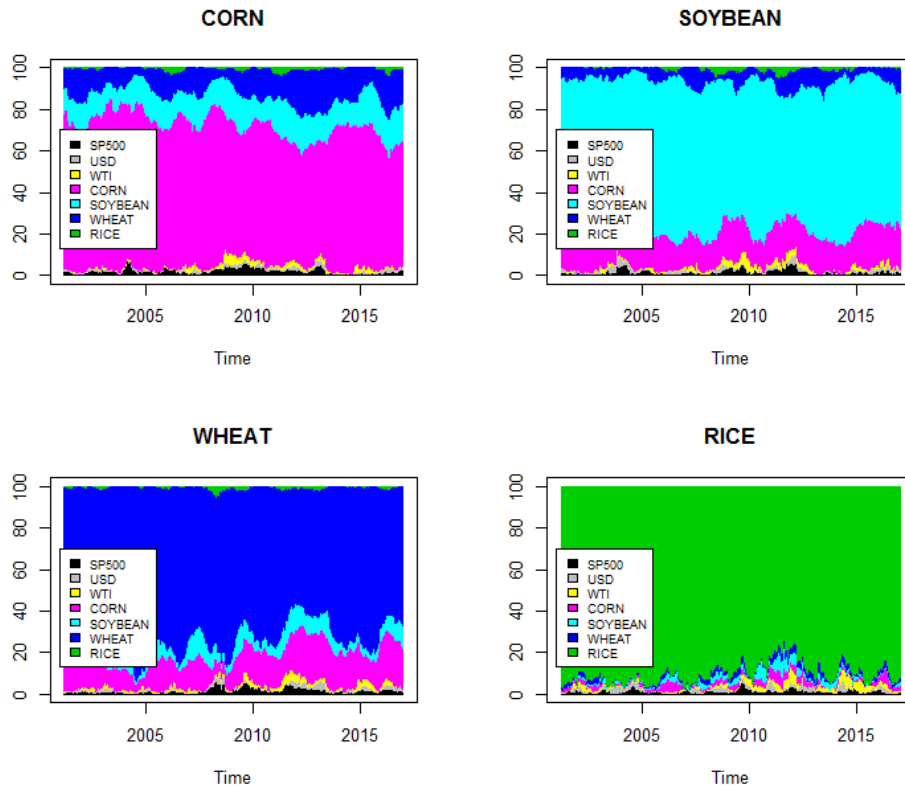 CORN
100
80
60
40
20
0
SP500
USD
WTI
CORN
SOYBEAN
WHEAT
RICE
2005 2010 2015
Time
SOYBEAN
100
80
60
40
20
0
SP500
USD
WTI
CORN
SOYBEAN
WHEAT
RICE
2005 2010 2015
Time
WHEAT
100
80
60
40
20
0
SP500
USD
WTI
CORN
SOYBEAN
WHEAT
RICE
2005 2010 2015
Time
RICE
100
80
60
40
20
0
SP500
USD
WTI
CORN
SOYBEAN
WHEAT
RICE
2005 2010 2015
Time